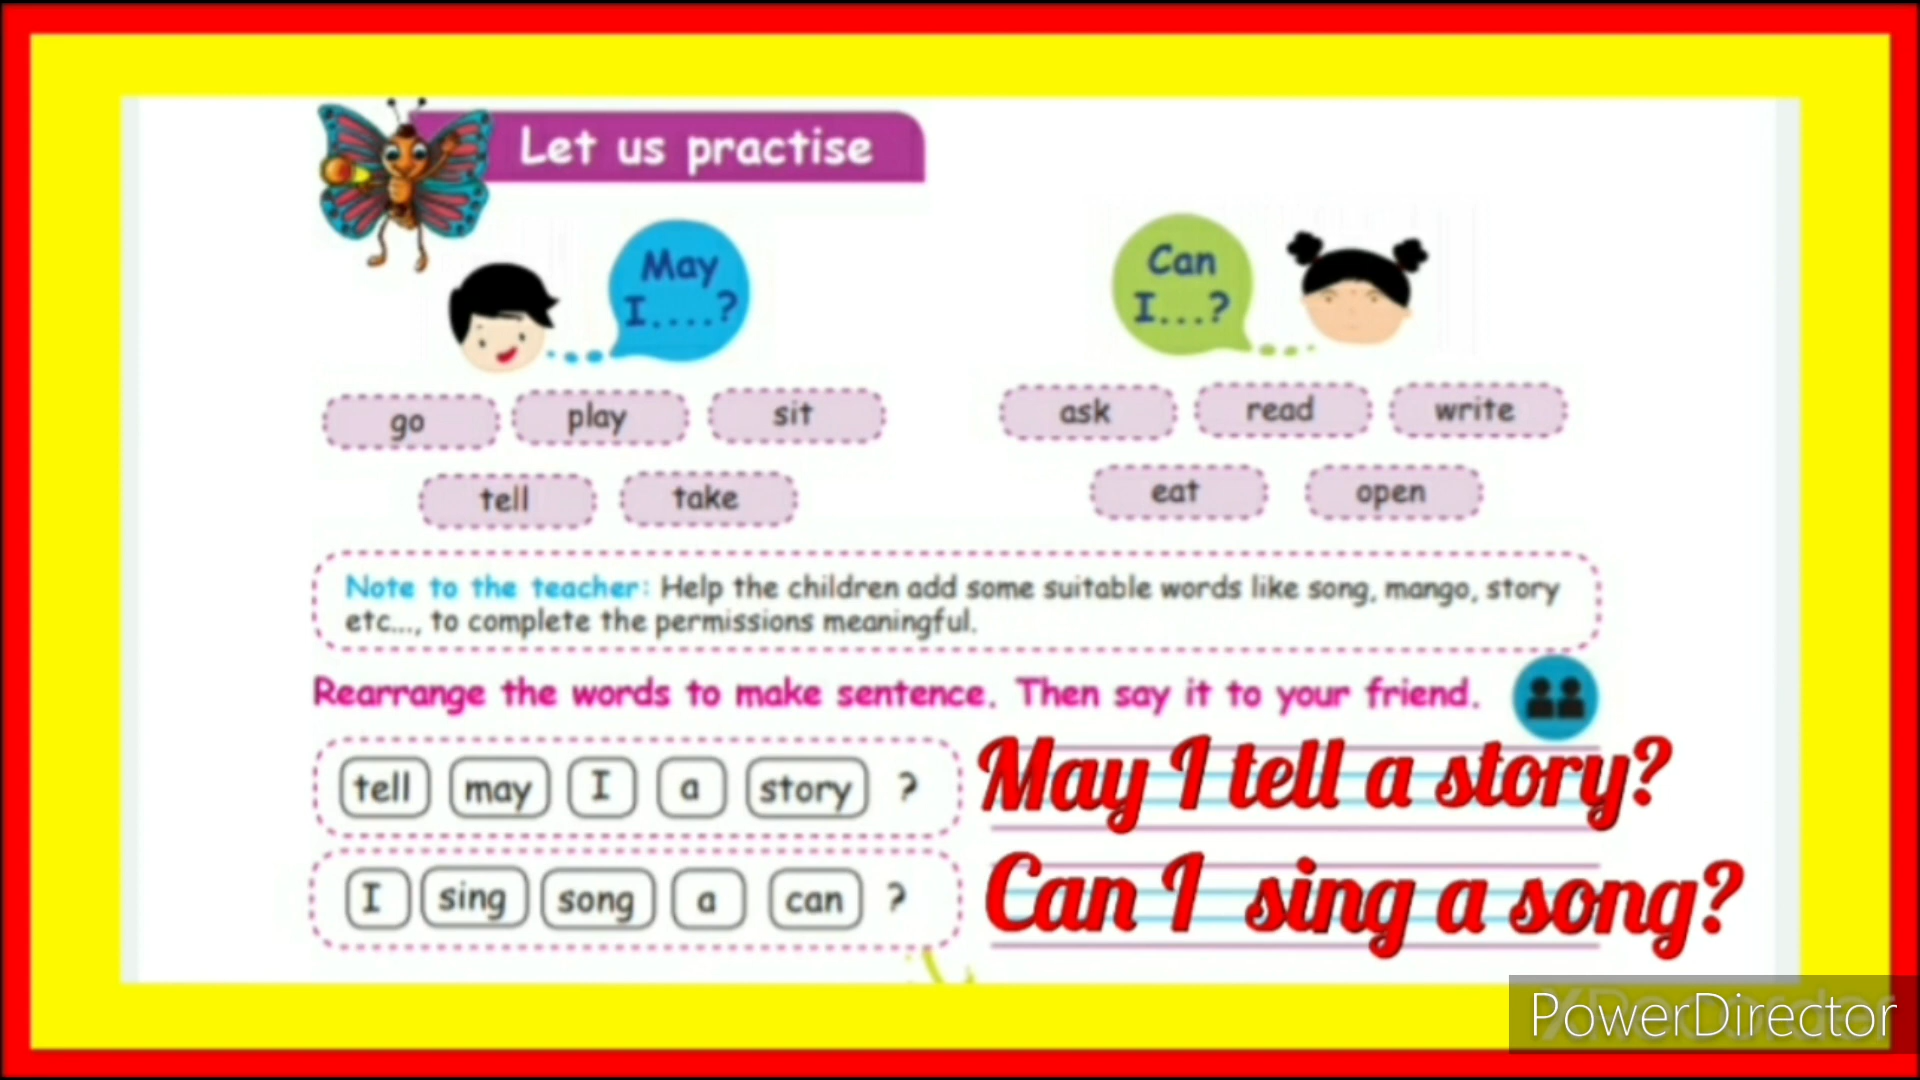 Let us practise
May
I....?
Can
I...?
go play sit
tell take
ask read write
eat open
Note to the teacher: Help the children add some suitable words like song, mango, story
etc..., to complete the permissions meaningful.
Rearrange the words to make sentence. Then say it to your friend.
tell may I a story ?
May I tell a story?
I sing song a can ?
Can I sing a song?
PowerDirector